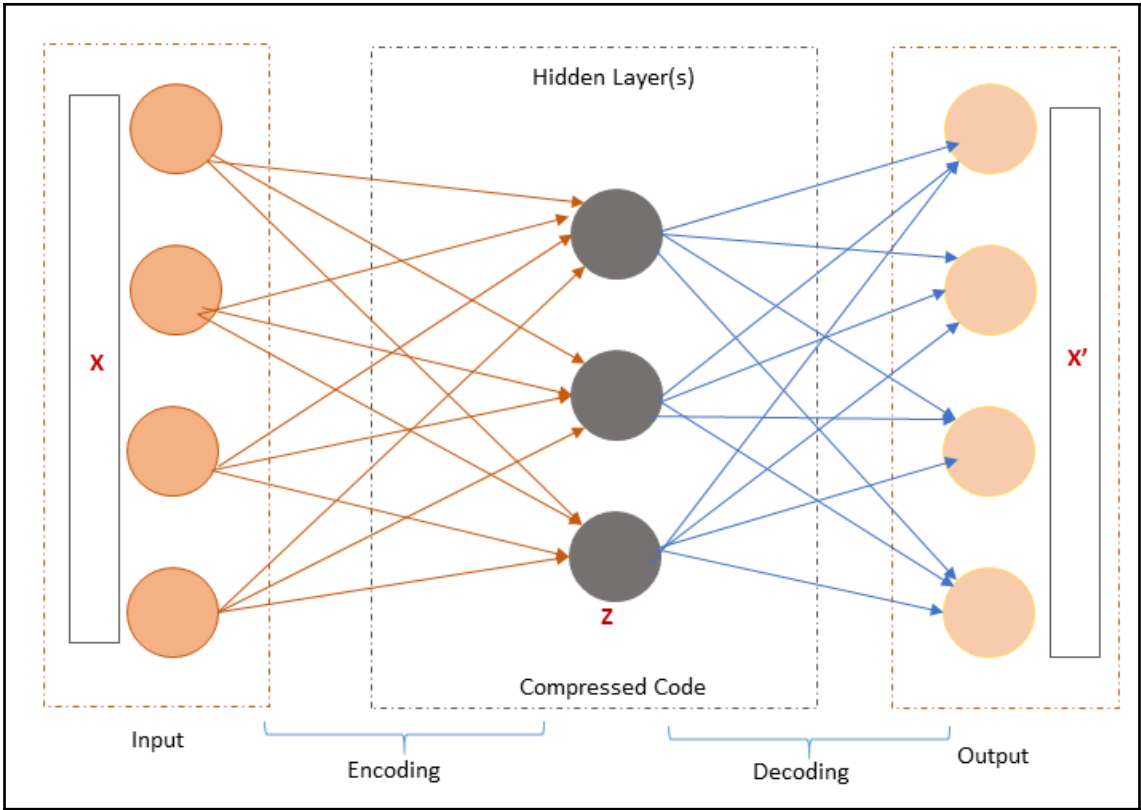 Hidden Layer(s)
X
X’
Z
Compressed Code
Input
Encoding
Decoding
Output